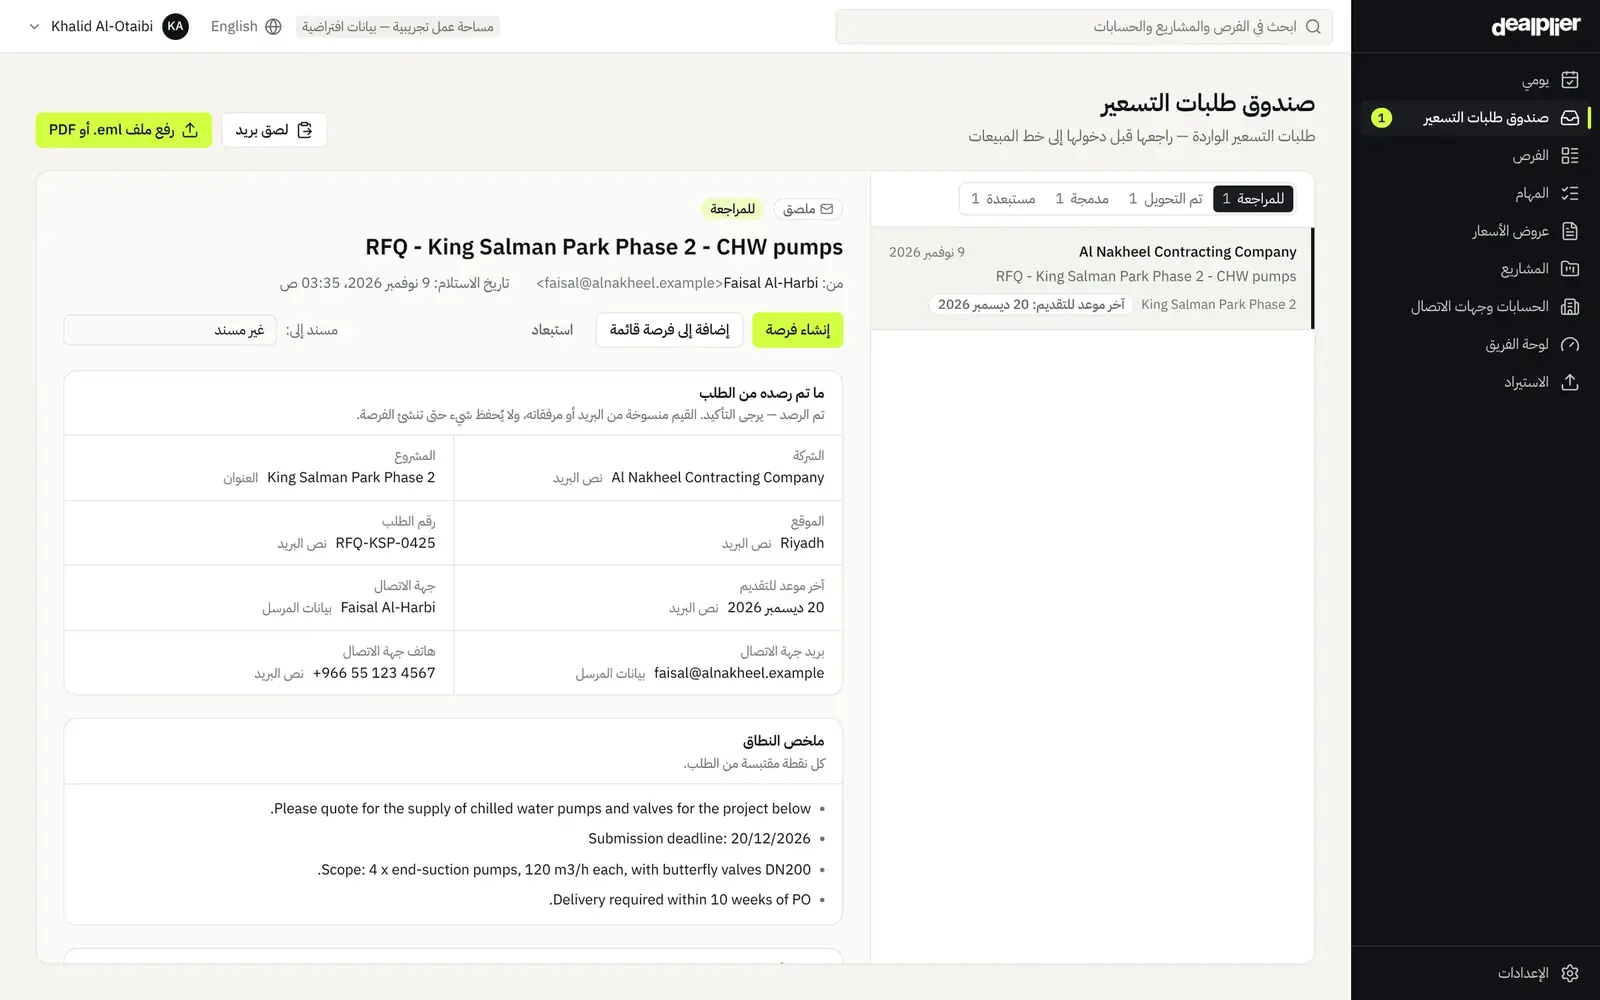 dealplier
يومي
صندوق طلبات التسعير 1
الفرص
المهام
عروض الأسعار
المشاريع
الحسابات وجهات الاتصال
لوحة الفريق
الاستيراد
الإعدادات
ابحث في الفرص والمشاريع والحسابات
مساحة عمل تجريبية — بيانات افتراضية
English
KA Khalid Al-Otaibi
صندوق طلبات التسعير
طلبات التسعير الواردة — راجعها قبل دخولها إلى خط المبيعات
لصق بريد
رفع ملف eml. أو PDF
للمراجعة 1 تم التحويل 1 مدمجة 1 مستبعدة 1
Al Nakheel Contracting Company 9 نوفمبر 2026
RFQ - King Salman Park Phase 2 - CHW pumps
King Salman Park Phase 2 آخر موعد للتقديم: 20 ديسمبر 2026
ملصق للمراجعة
RFQ - King Salman Park Phase 2 - CHW pumps
من: Faisal Al-Harbi <faisal@alnakheel.example> تاريخ الاستلام: 9 نوفمبر 2026، 03:35 ص
إنشاء فرصة إضافة إلى فرصة قائمة استبعاد مسند إلى: غير مسند
ما تم رصده من الطلب
تم الرصد — يرجى التأكيد. القيم منسوخة من البريد أو مرفقاته، ولا يُحفظ شيء حتى تنشئ الفرصة.
الشركة
Al Nakheel Contracting Company نص البريد
المشروع
King Salman Park Phase 2 العنوان
الموقع
Riyadh نص البريد
رقم الطلب
RFQ-KSP-0425 نص البريد
آخر موعد للتقديم
20 ديسمبر 2026 نص البريد
جهة الاتصال
Faisal Al-Harbi بيانات المرسل
بريد جهة الاتصال
faisal@alnakheel.example بيانات المرسل
هاتف جهة الاتصال
+966 55 123 4567 نص البريد
ملخص النطاق
كل نقطة مقتبسة من الطلب.
• Please quote for the supply of chilled water pumps and valves for the project below.
• Submission deadline: 20/12/2026
• Scope: 4 x end-suction pumps, 120 m3/h each, with butterfly valves DN200.
• Delivery required within 10 weeks of PO.